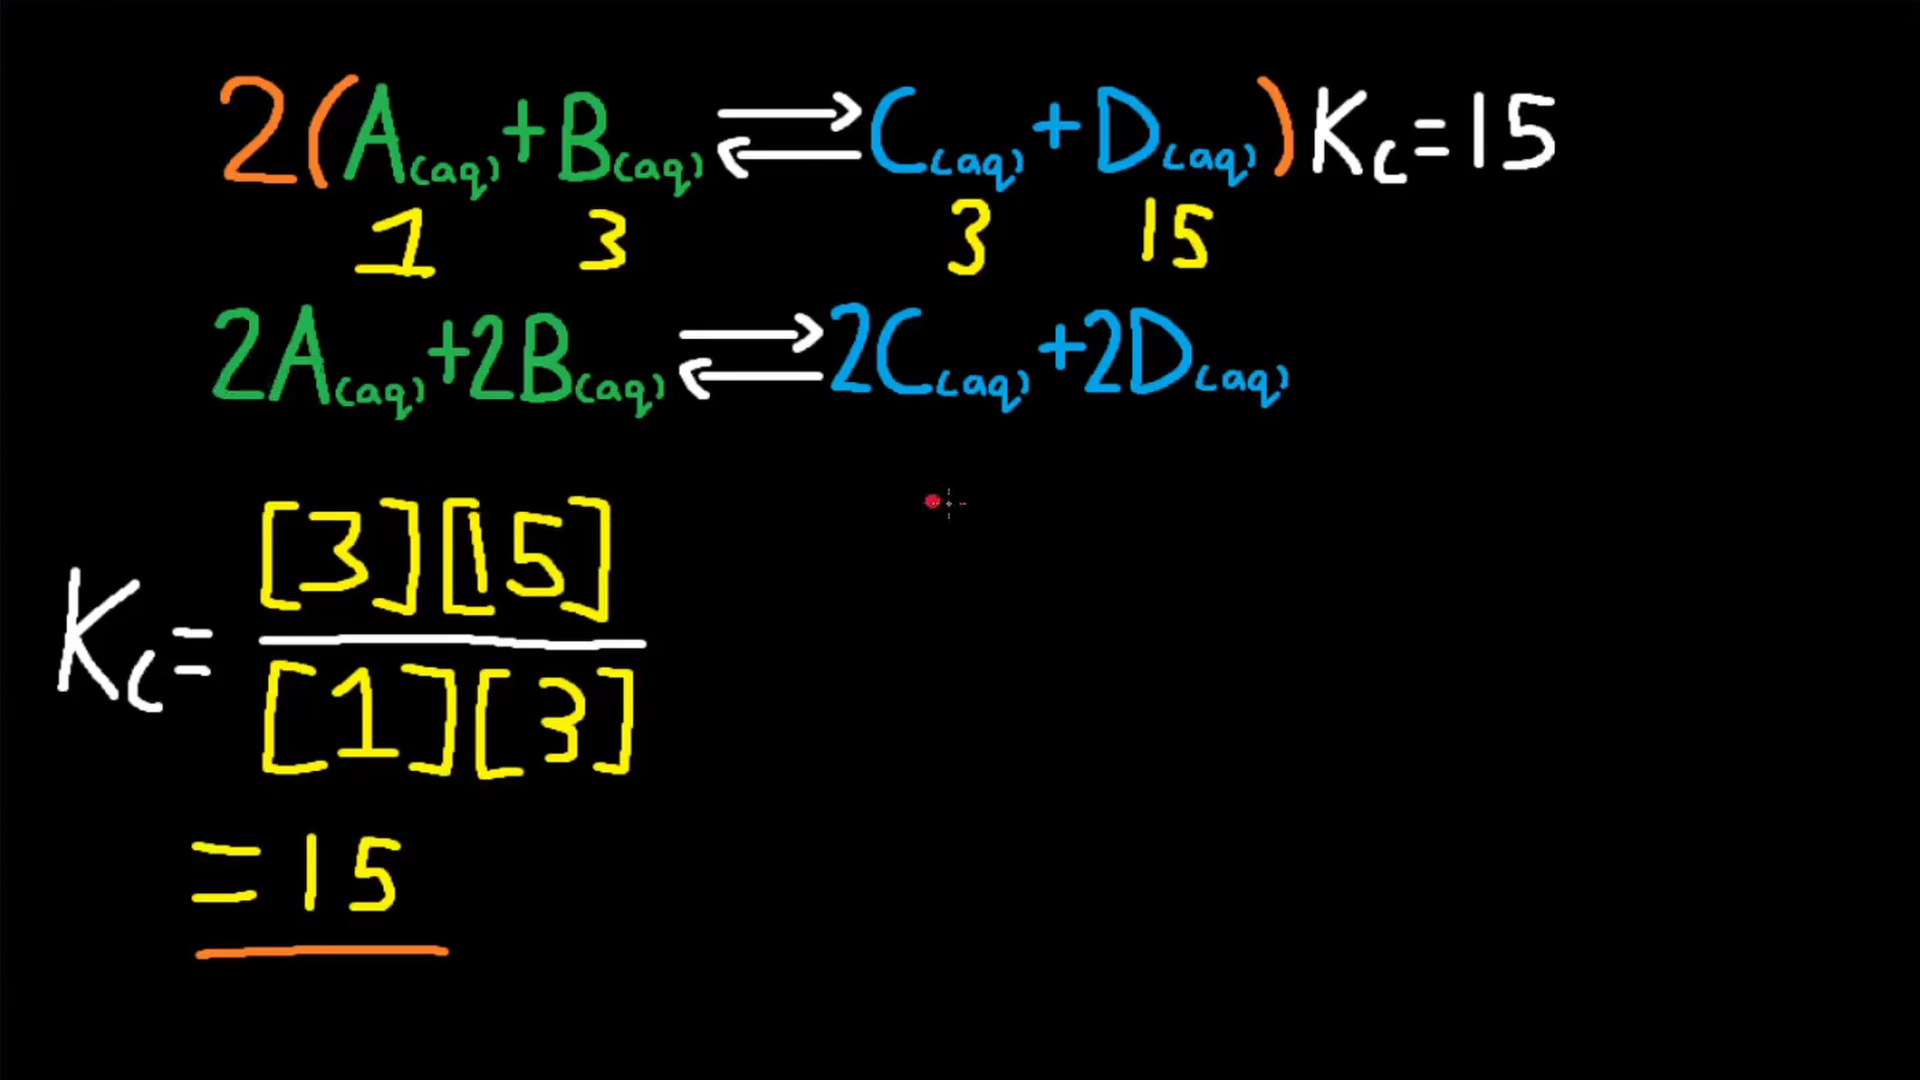 2(A(aq)+B(aq) ⇌ C(aq)+D(aq)) Kc=15
1 3 3 15
2A(aq)+2B(aq) ⇌ 2C(aq)+2D(aq)
[3][15]
Kc=
[1][3]
=15